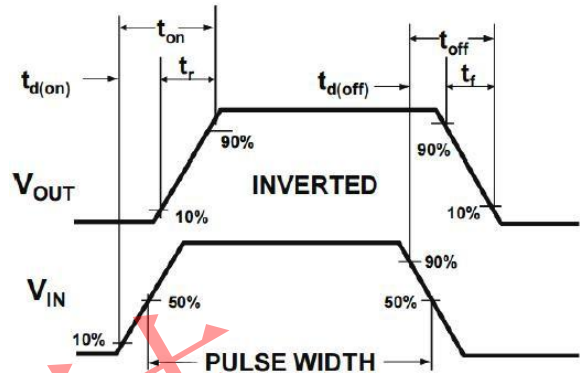 ton
toff
td(on)
tr
td(off)
tf
90%
90%
VOUT
INVERTED
10%
10%
90%
VIN
50%
50%
10%
PULSE WIDTH